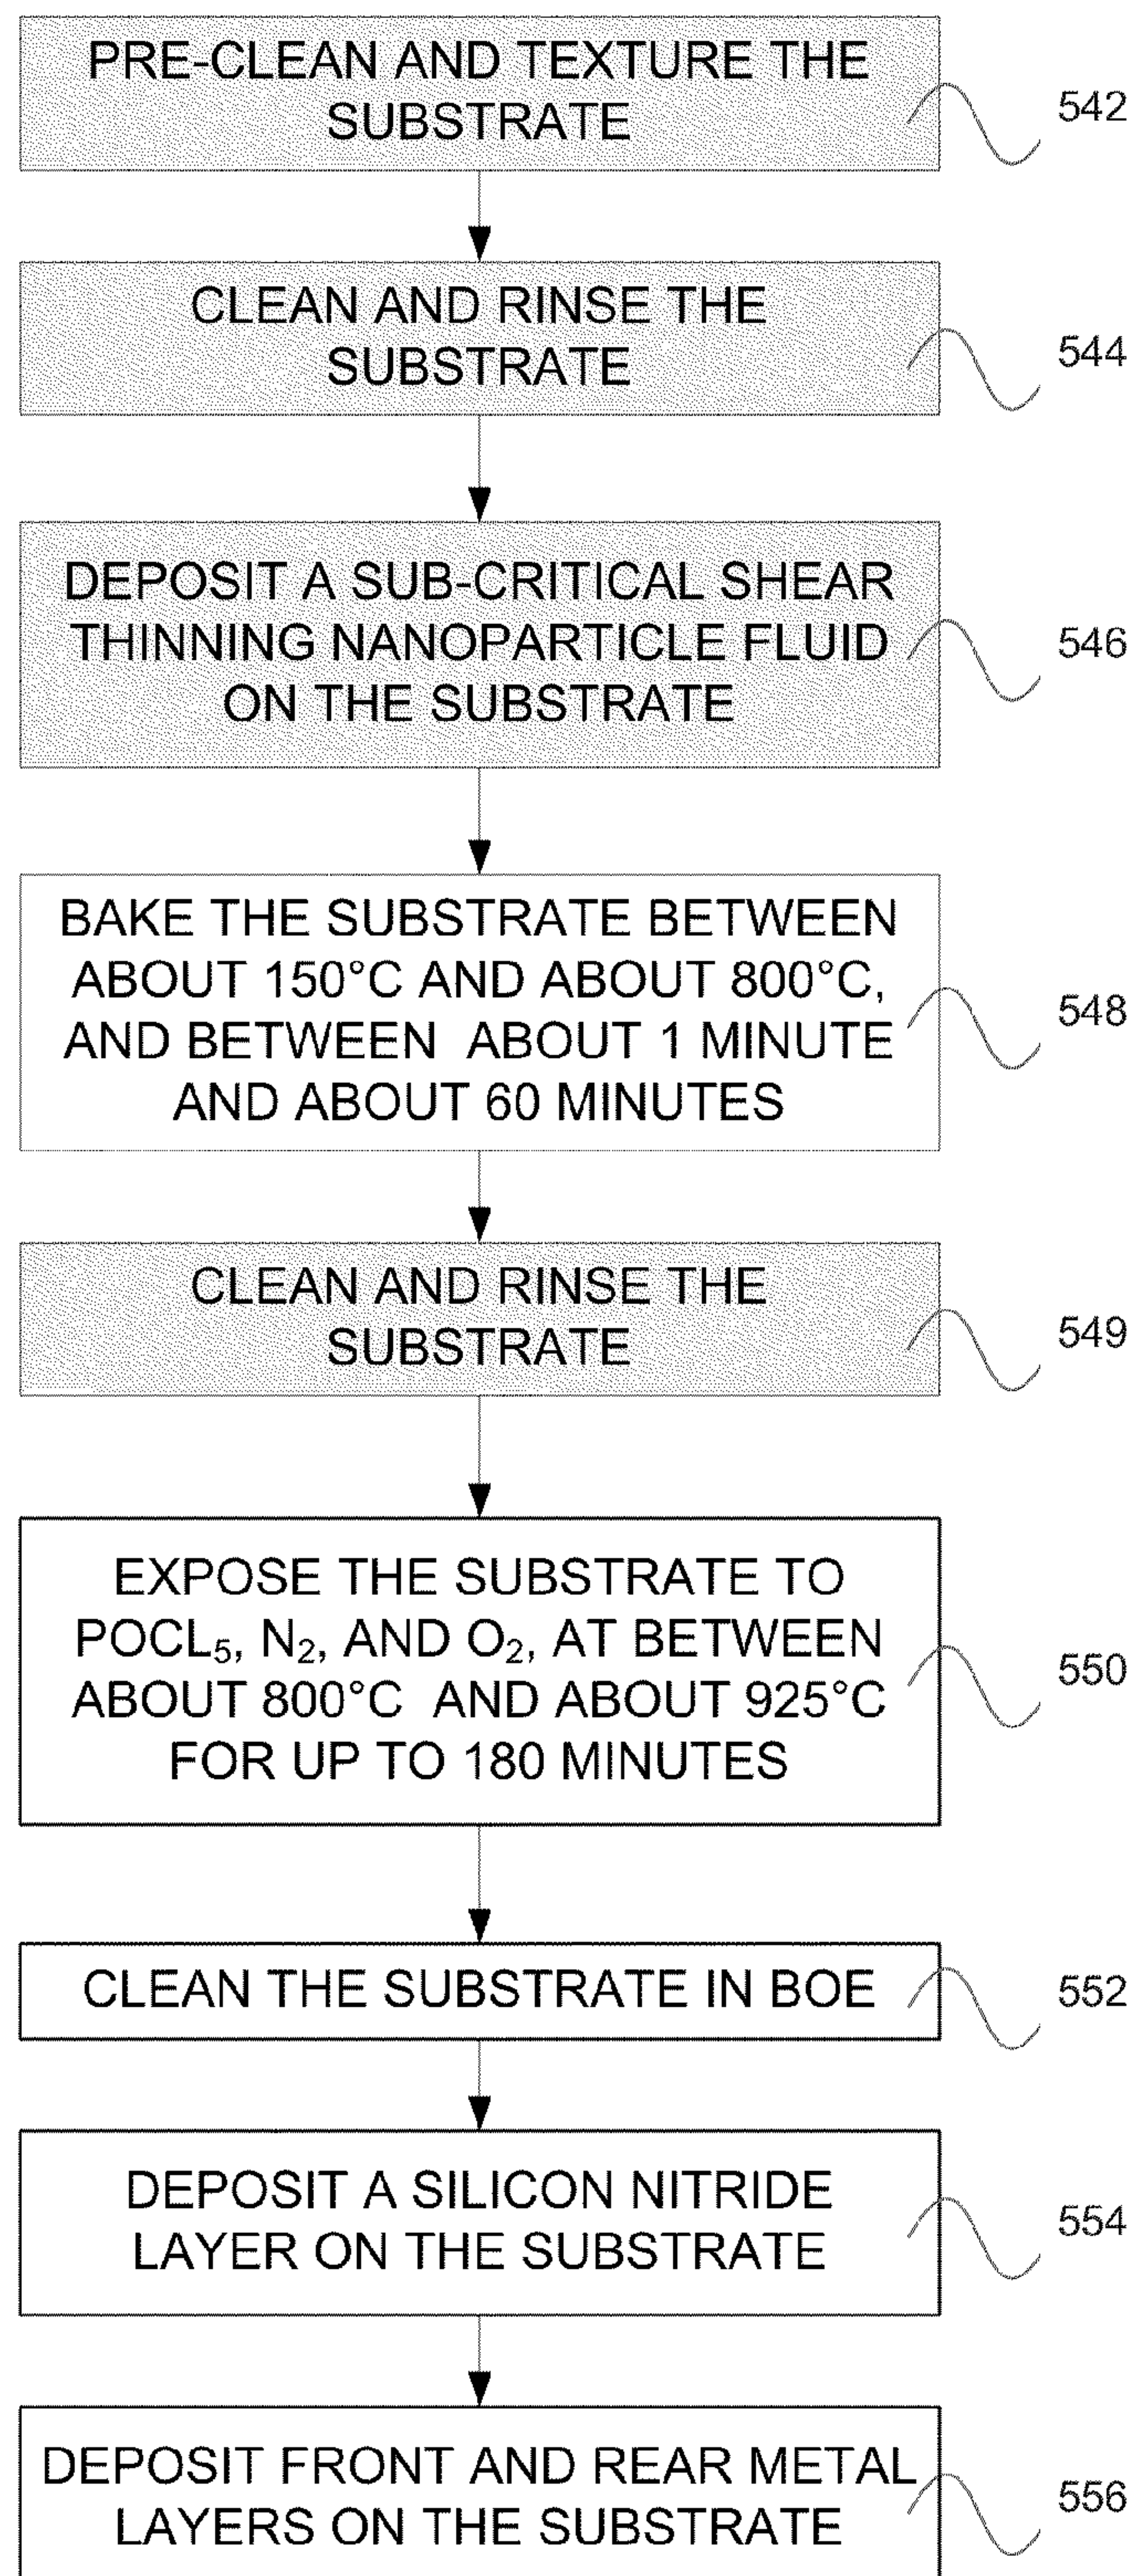 PRE-CLEAN AND TEXTURE THE
SUBSTRATE
542
CLEAN AND RINSE THE
SUBSTRATE
544
DEPOSIT A SUB-CRITICAL SHEAR
THINNING NANOPARTICLE FLUID
ON THE SUBSTRATE
546
BAKE THE SUBSTRATE BETWEEN
ABOUT 150°C AND ABOUT 800°C,
AND BETWEEN ABOUT 1 MINUTE
AND ABOUT 60 MINUTES
548
CLEAN AND RINSE THE
SUBSTRATE
549
EXPOSE THE SUBSTRATE TO
POCL₅, N₂, AND O₂, AT BETWEEN
ABOUT 800°C AND ABOUT 925°C
FOR UP TO 180 MINUTES
550
CLEAN THE SUBSTRATE IN BOE
552
DEPOSIT A SILICON NITRIDE
LAYER ON THE SUBSTRATE
554
DEPOSIT FRONT AND REAR METAL
LAYERS ON THE SUBSTRATE
556